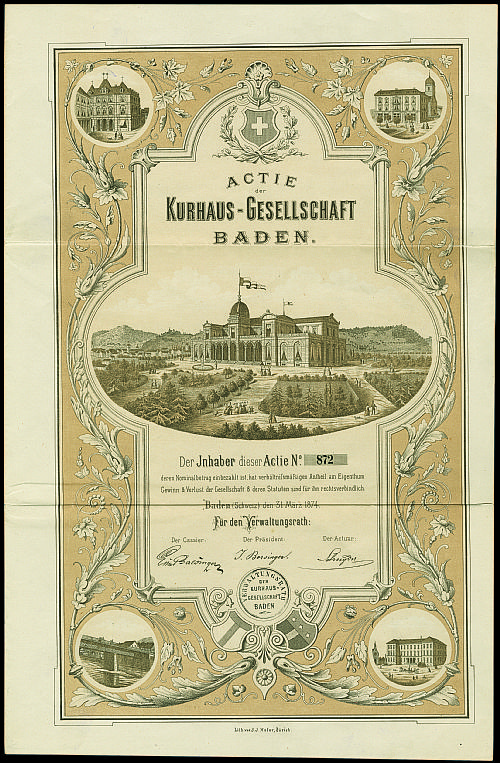 ACTIE
der
KURHAUS-GESELLSCHAFT
BADEN.
Der Jnhaber dieser Actie No. 872
deren Nominalbetrag einbezahlt ist, hat verhältnißmäßigen Antheil am Eigenthum
Gewinn & Verlust der Gesellschaft & deren Statuten sind für ihn rechtsverbindlich.
Baden (Schweiz) den 31. März 1874.
Für den Verwaltungsrath:
Der Cassier: Der Präsident: Der Actuar:
J. Borsinger
VERWALTUNGSRATH
DER
KURHAUS-
GESELLSCHAFT
BADEN
Lith. von J. J. Hofer, Zürich